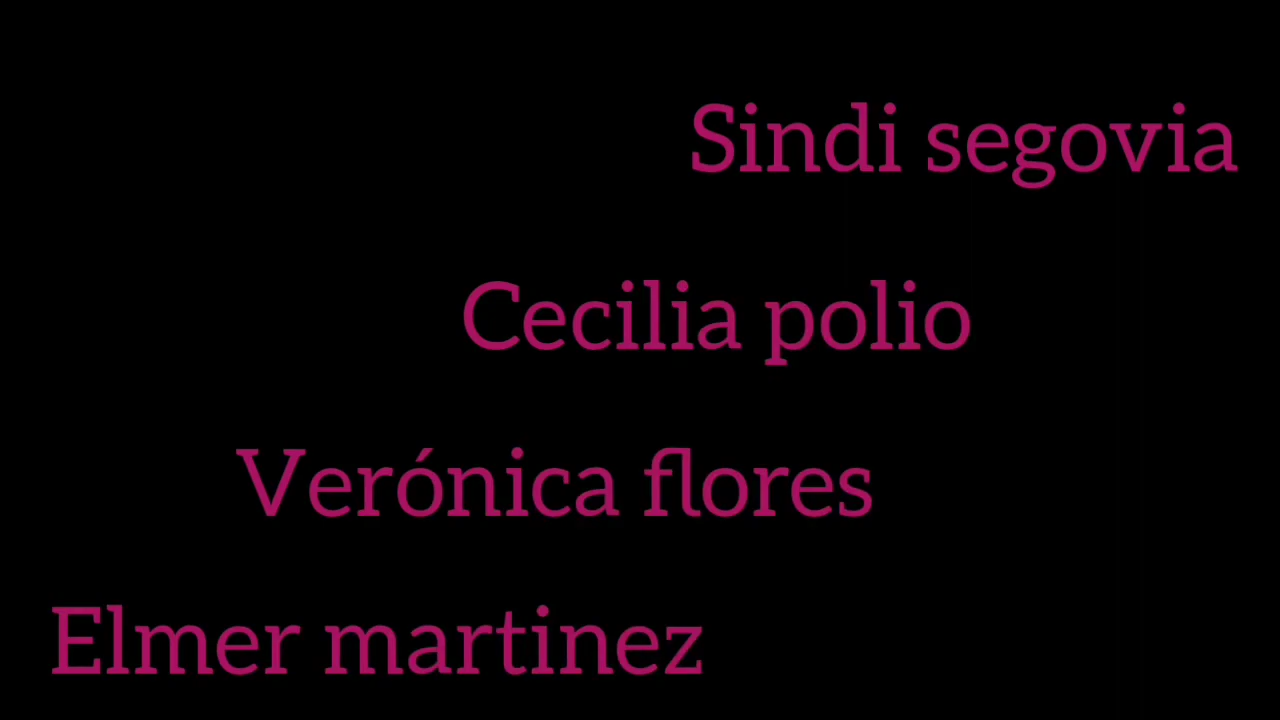 Sindi segovia
Cecilia polio
Verónica flores
Elmer martinez